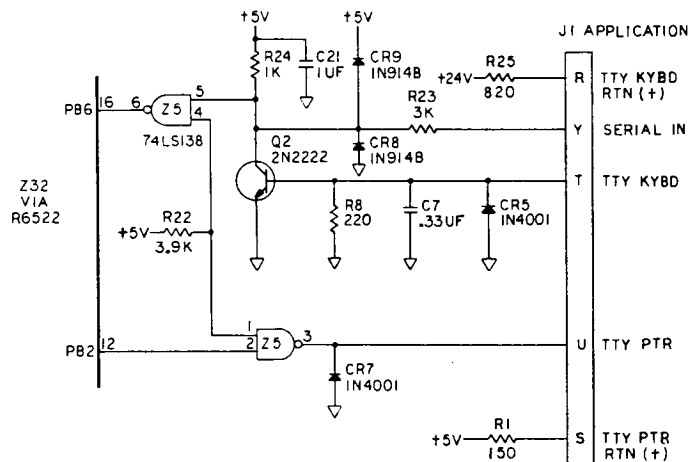 +5V
+5V
J1 APPLICATION
R24
1K
C21
1UF
CR9
1N914B
+24V
R25
820
R
TTY KYBD
RTN (+)
PB6
16
6
Z5
5
4
74LS138
R23
3K
Y
SERIAL IN
Q2
2N2222
CR8
1N914B
T
TTY KYBD
Z32
VIA
R6522
R8
220
C7
.33UF
CR5
1N4001
+5V
R22
3.9K
1
2
Z5
3
PB2
12
U
TTY PTR
CR7
1N4001
+5V
R1
150
S
TTY PTR
RTN (+)